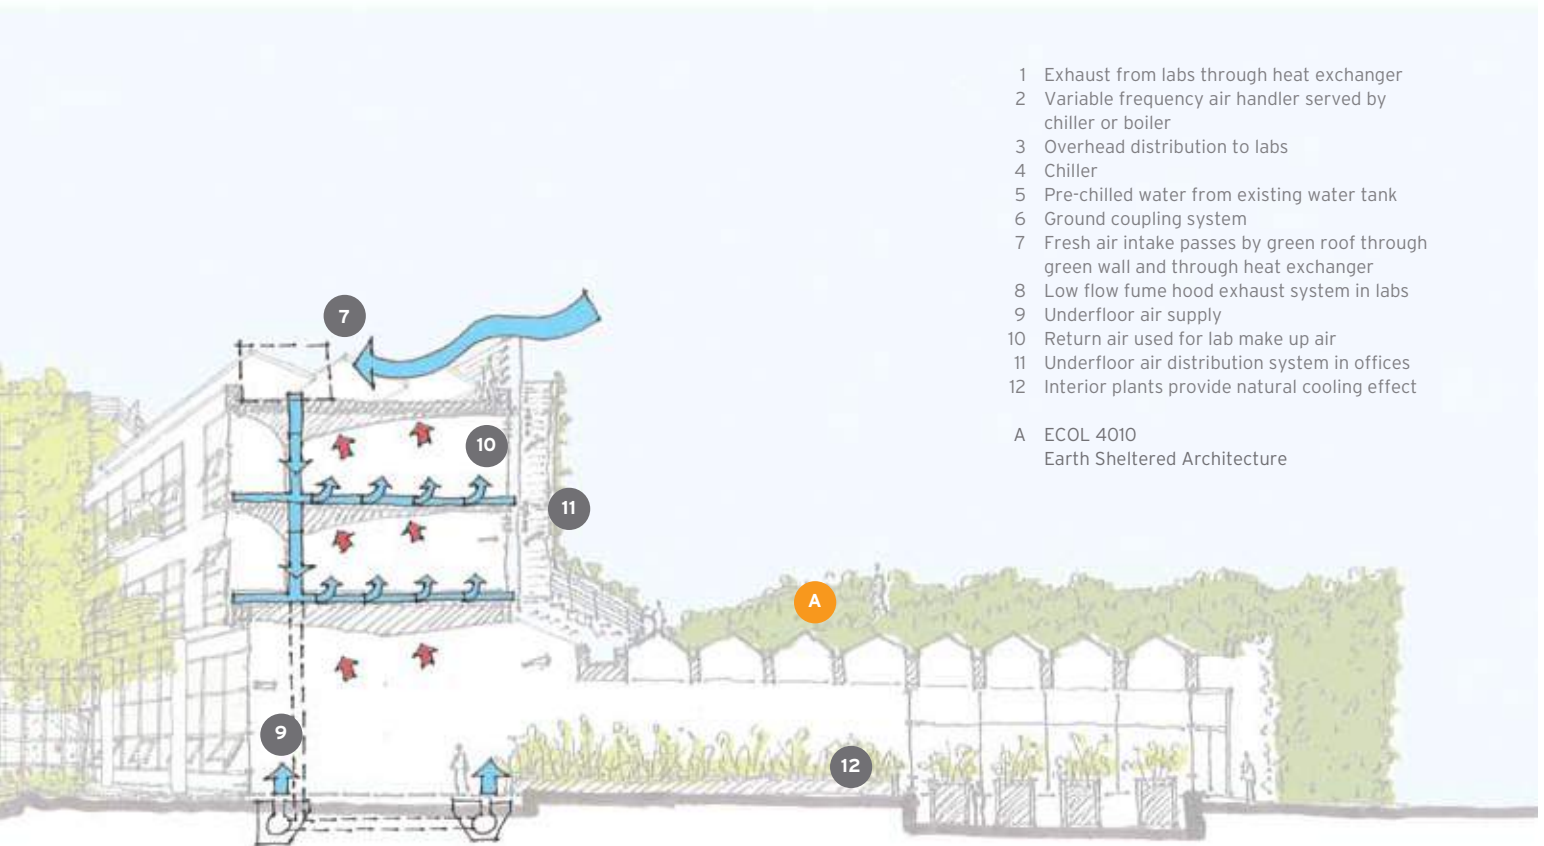 1 Exhaust from labs through heat exchanger
2 Variable frequency air handler served by
chiller or boiler
3 Overhead distribution to labs
4 Chiller
5 Pre-chilled water from existing water tank
6 Ground coupling system
7 Fresh air intake passes by green roof through
green wall and through heat exchanger
8 Low flow fume hood exhaust system in labs
9 Underfloor air supply
10 Return air used for lab make up air
11 Underfloor air distribution system in offices
12 Interior plants provide natural cooling effect
A ECOL 4010
Earth Sheltered Architecture
7
10
11
A
9
12